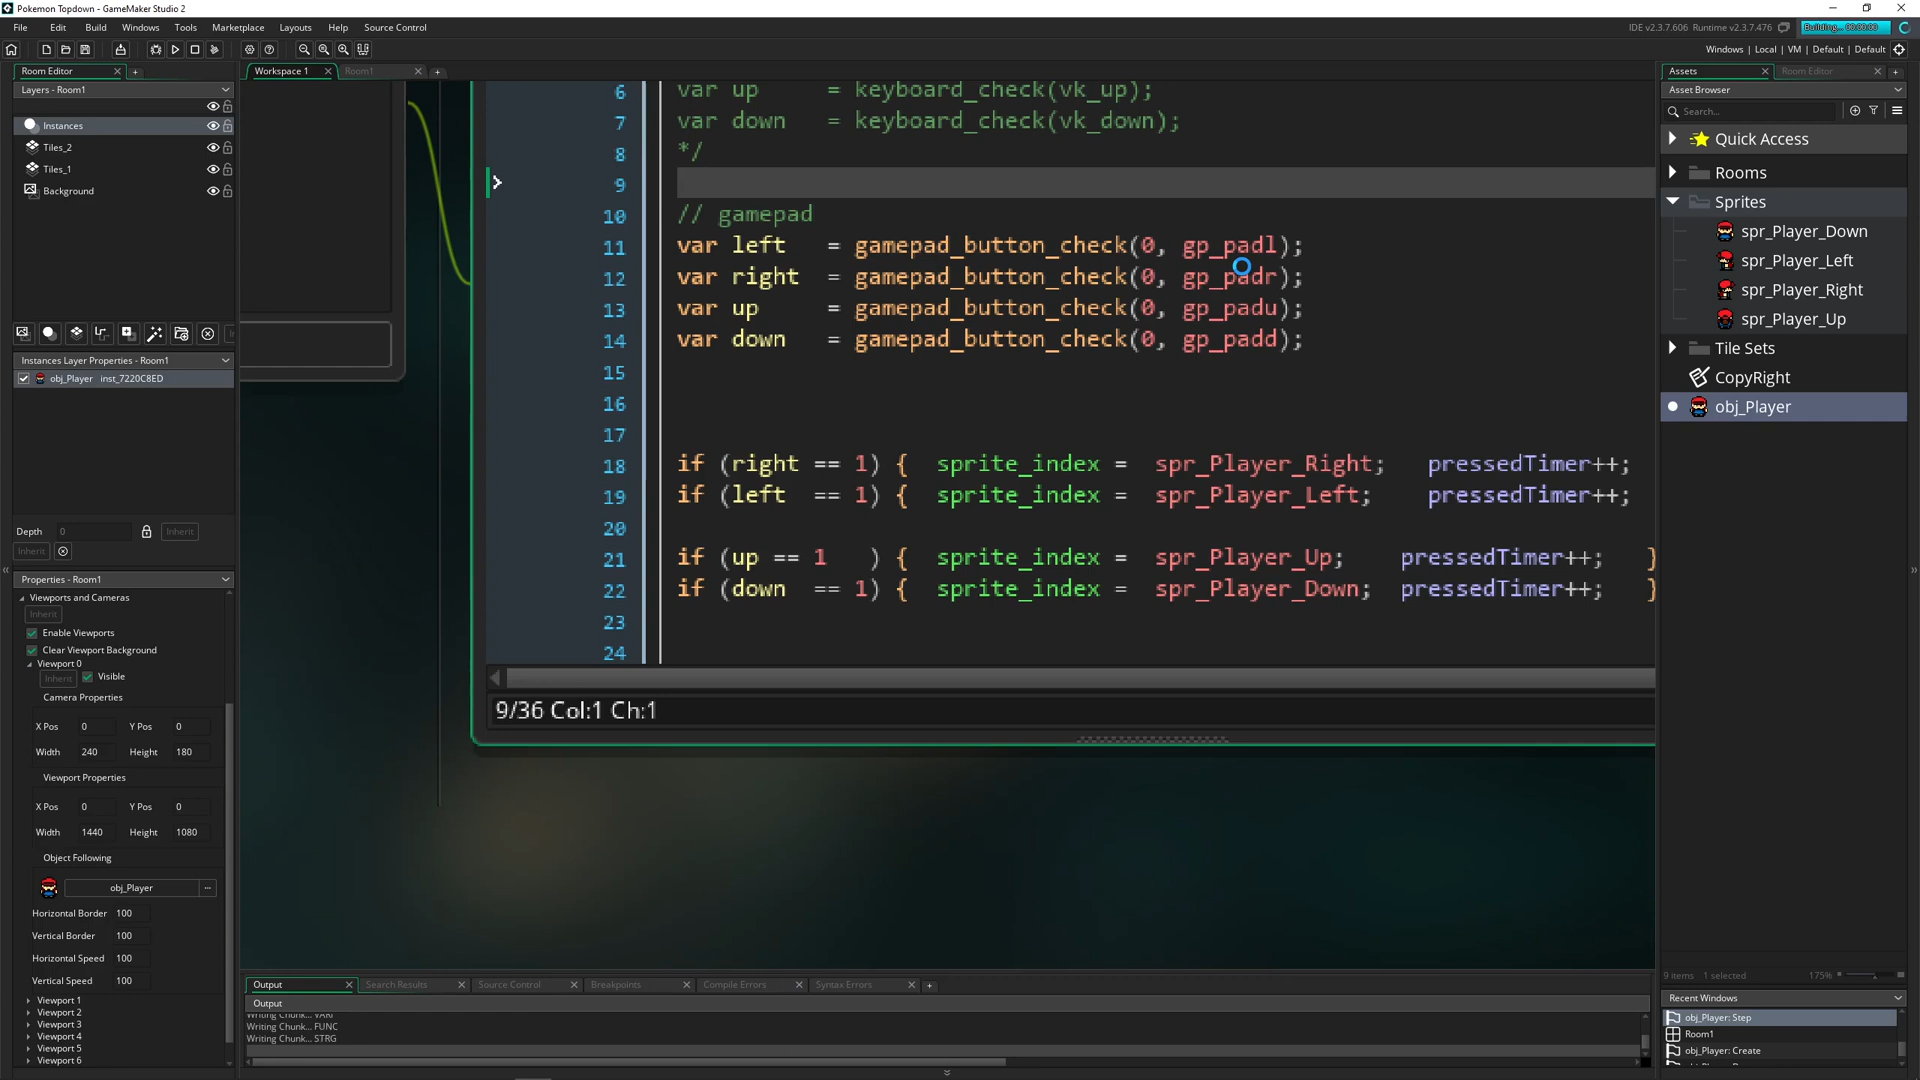 Pokemon Topdown - GameMaker Studio 2
File Edit Build Windows Tools Marketplace Layouts Help Source Control
IDE v2.3.7.606 Runtime v2.3.7.476
Building... 00:00:00
Windows | Local | VM | Default | Default
Room Editor
Layers - Room1
Instances
Tiles_2
Tiles_1
Background
Instances Layer Properties - Room1
obj_Player inst_7220C8ED
Depth 0 Inherit
Inherit
Properties - Room1
Viewports and Cameras
Inherit
Enable Viewports
Clear Viewport Background
Viewport 0
Inherit Visible
Camera Properties
X Pos 0 Y Pos 0
Width 240 Height 180
Viewport Properties
X Pos 0 Y Pos 0
Width 1440 Height 1080
Object Following
obj_Player ...
Horizontal Border 100
Vertical Border 100
Horizontal Speed 100
Vertical Speed 100
Viewport 1
Viewport 2
Viewport 3
Viewport 4
Viewport 5
Viewport 6
Workspace 1 Room1
6 var up = keyboard_check(vk_up);
7 var down = keyboard_check(vk_down);
8 */
9
10 // gamepad
11 var left = gamepad_button_check(0, gp_padl);
12 var right = gamepad_button_check(0, gp_padr);
13 var up = gamepad_button_check(0, gp_padu);
14 var down = gamepad_button_check(0, gp_padd);
15
16
17
18 if (right == 1) { sprite_index = spr_Player_Right; pressedTimer++;
19 if (left == 1) { sprite_index = spr_Player_Left; pressedTimer++;
20
21 if (up == 1 ) { sprite_index = spr_Player_Up; pressedTimer++; }
22 if (down == 1) { sprite_index = spr_Player_Down; pressedTimer++; }
23
24
9/36 Col:1 Ch:1
Output Search Results Source Control Breakpoints Compile Errors Syntax Errors
Output
Writing Chunk... VARI
Writing Chunk... FUNC
Writing Chunk... STRG
Assets Room Editor
Asset Browser
Search...
Quick Access
Rooms
Sprites
spr_Player_Down
spr_Player_Left
spr_Player_Right
spr_Player_Up
Tile Sets
CopyRight
obj_Player
9 items 1 selected 175%
Recent Windows
obj_Player: Step
Room1
obj_Player: Create